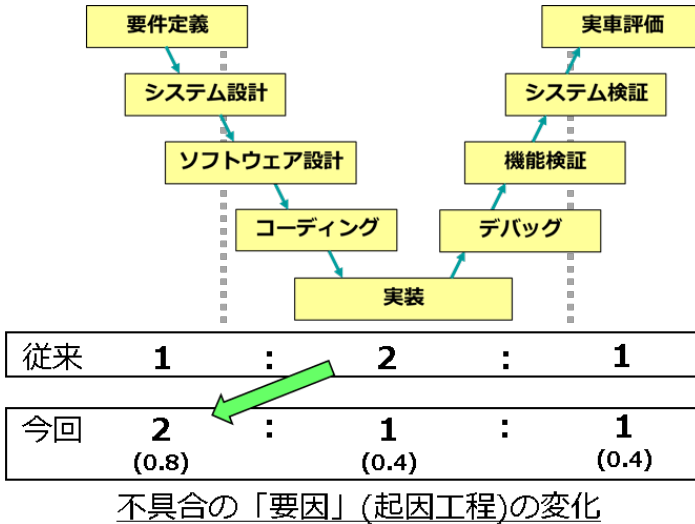 要件定義
実車評価
システム設計
システム検証
ソフトウェア設計
機能検証
コーディング
デバッグ
実装
従来 1 : 2 : 1
今回 2 : 1 : 1
(0.8) (0.4) (0.4)
不具合の「要因」(起因工程)の変化